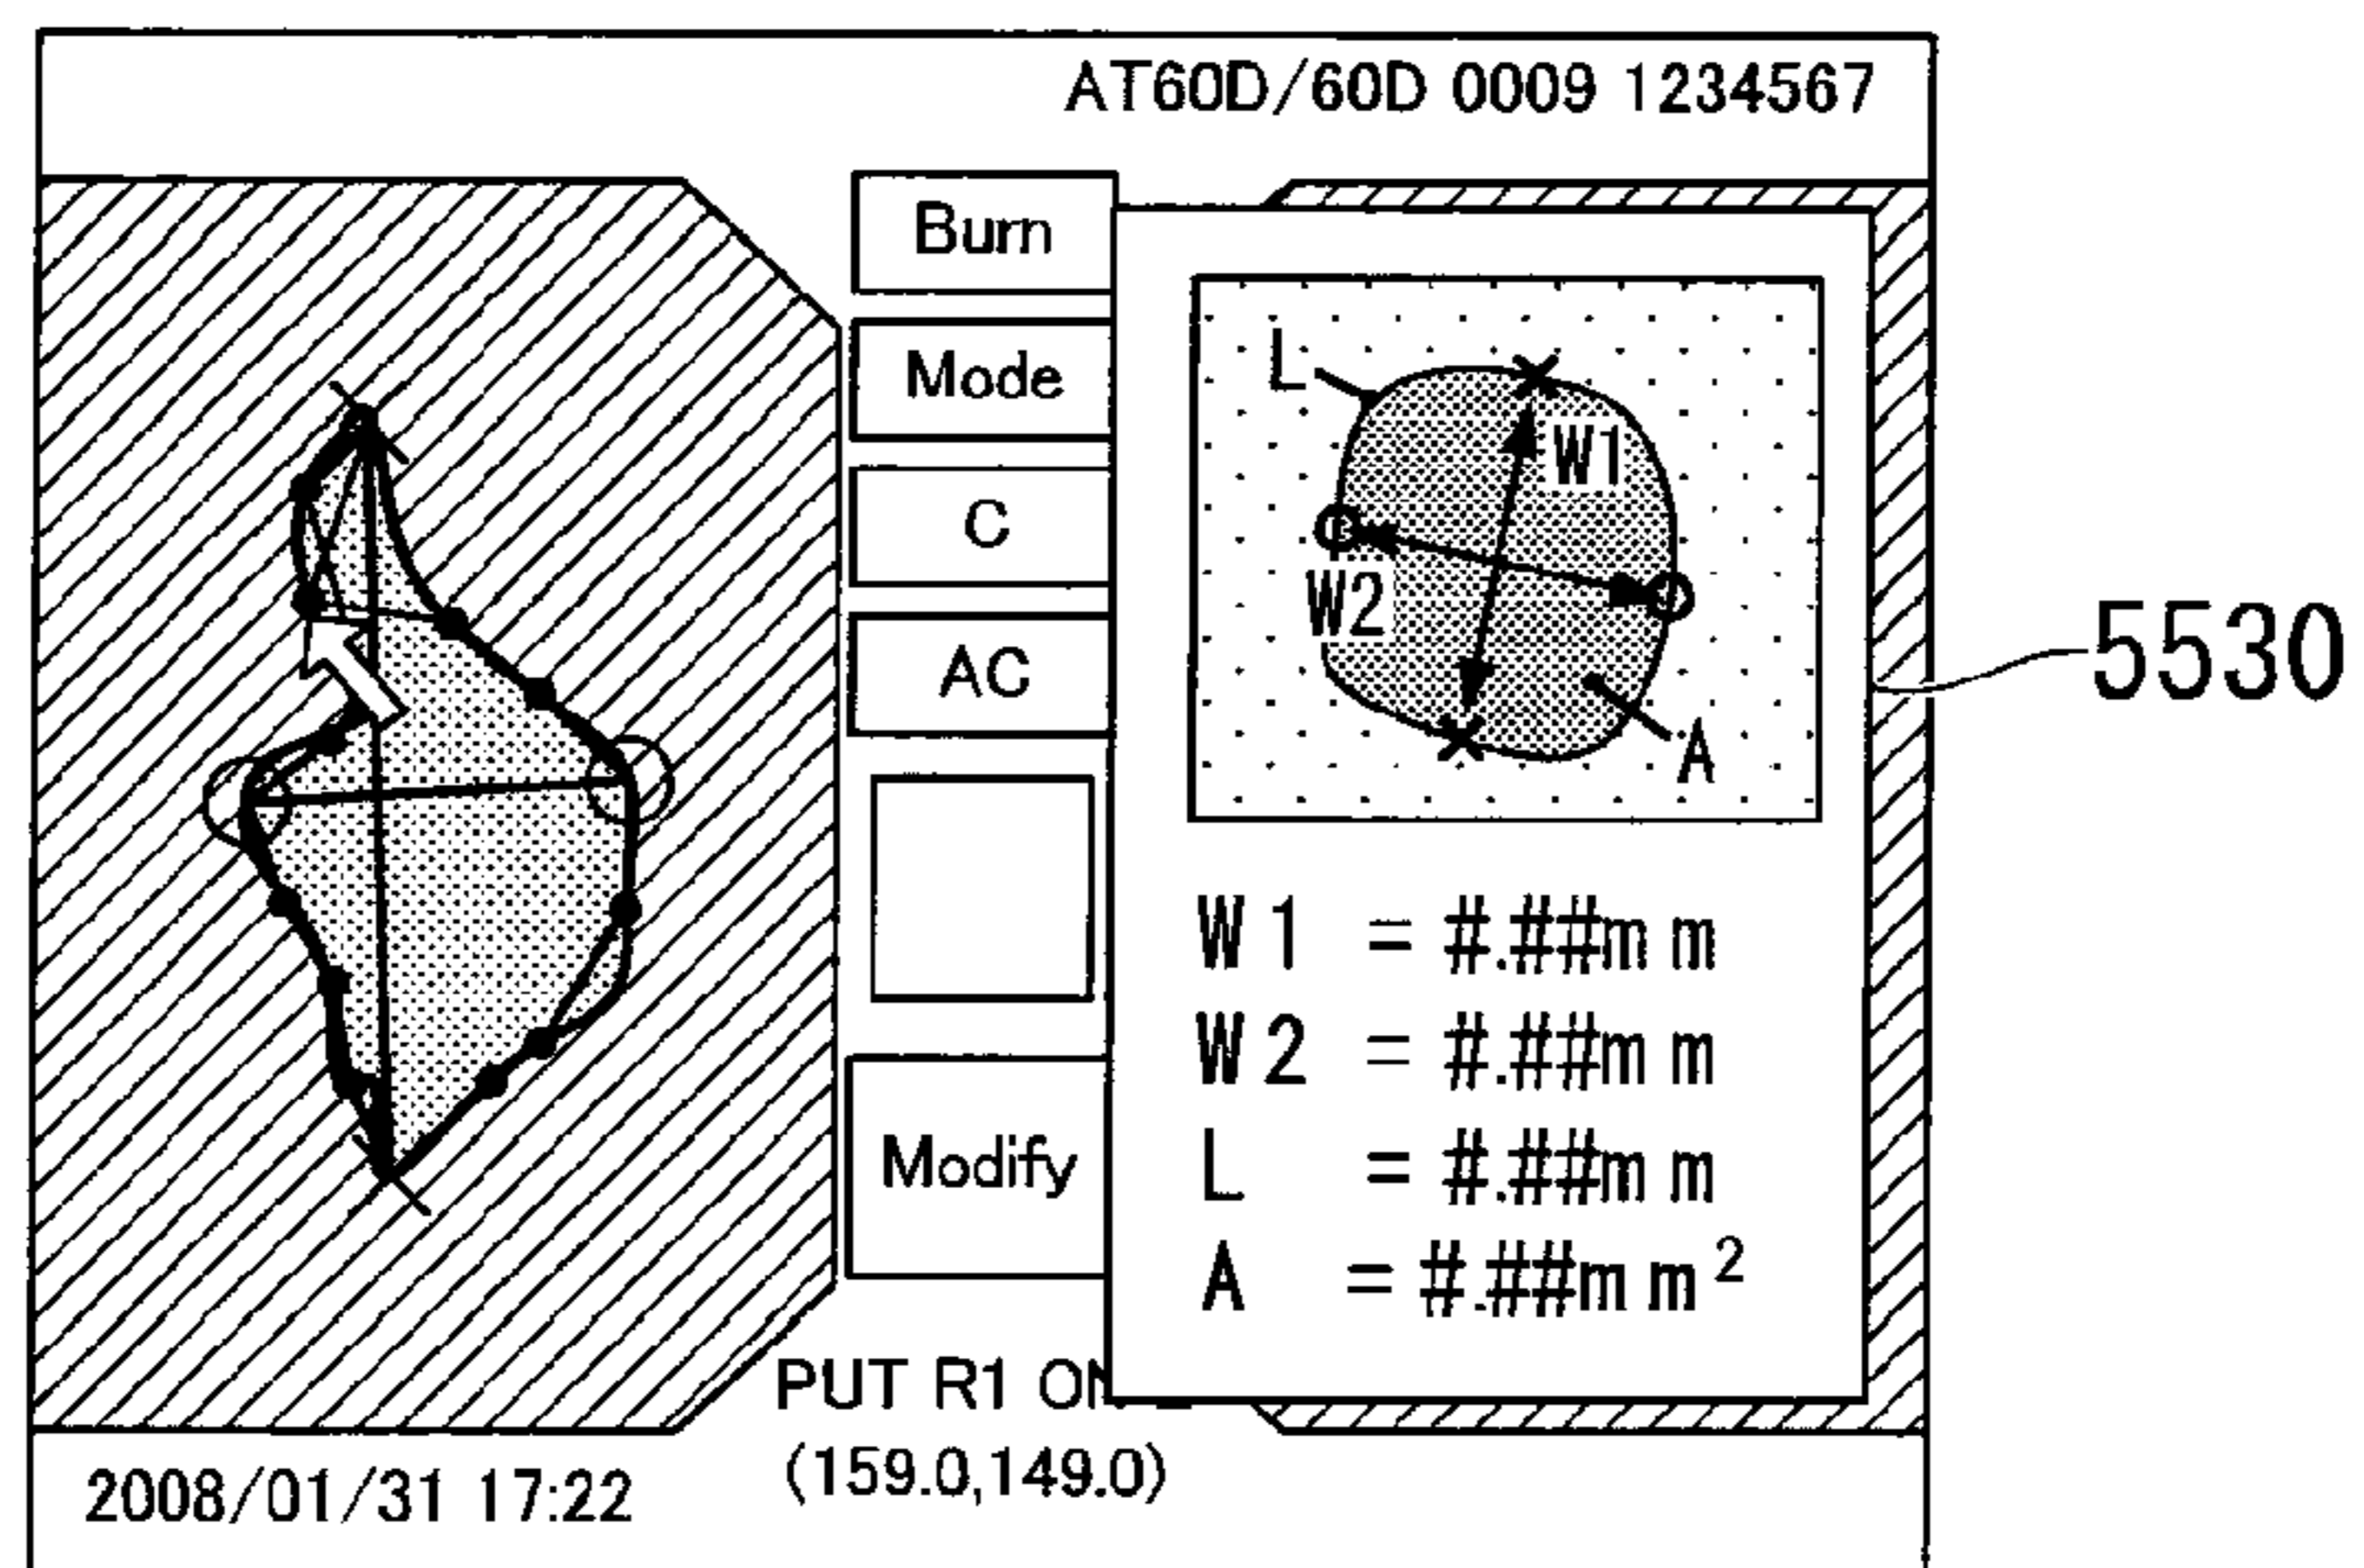 AT60D/60D 0009 1234567
Burn
Mode
C
AC
Modify
L
W1
W2
A
W1 = #.##mm
W2 = #.##mm
L = #.##mm
A = #.##mm²
5530
PUT R1 
(159.0,149.0)
2008/01/31 17:22